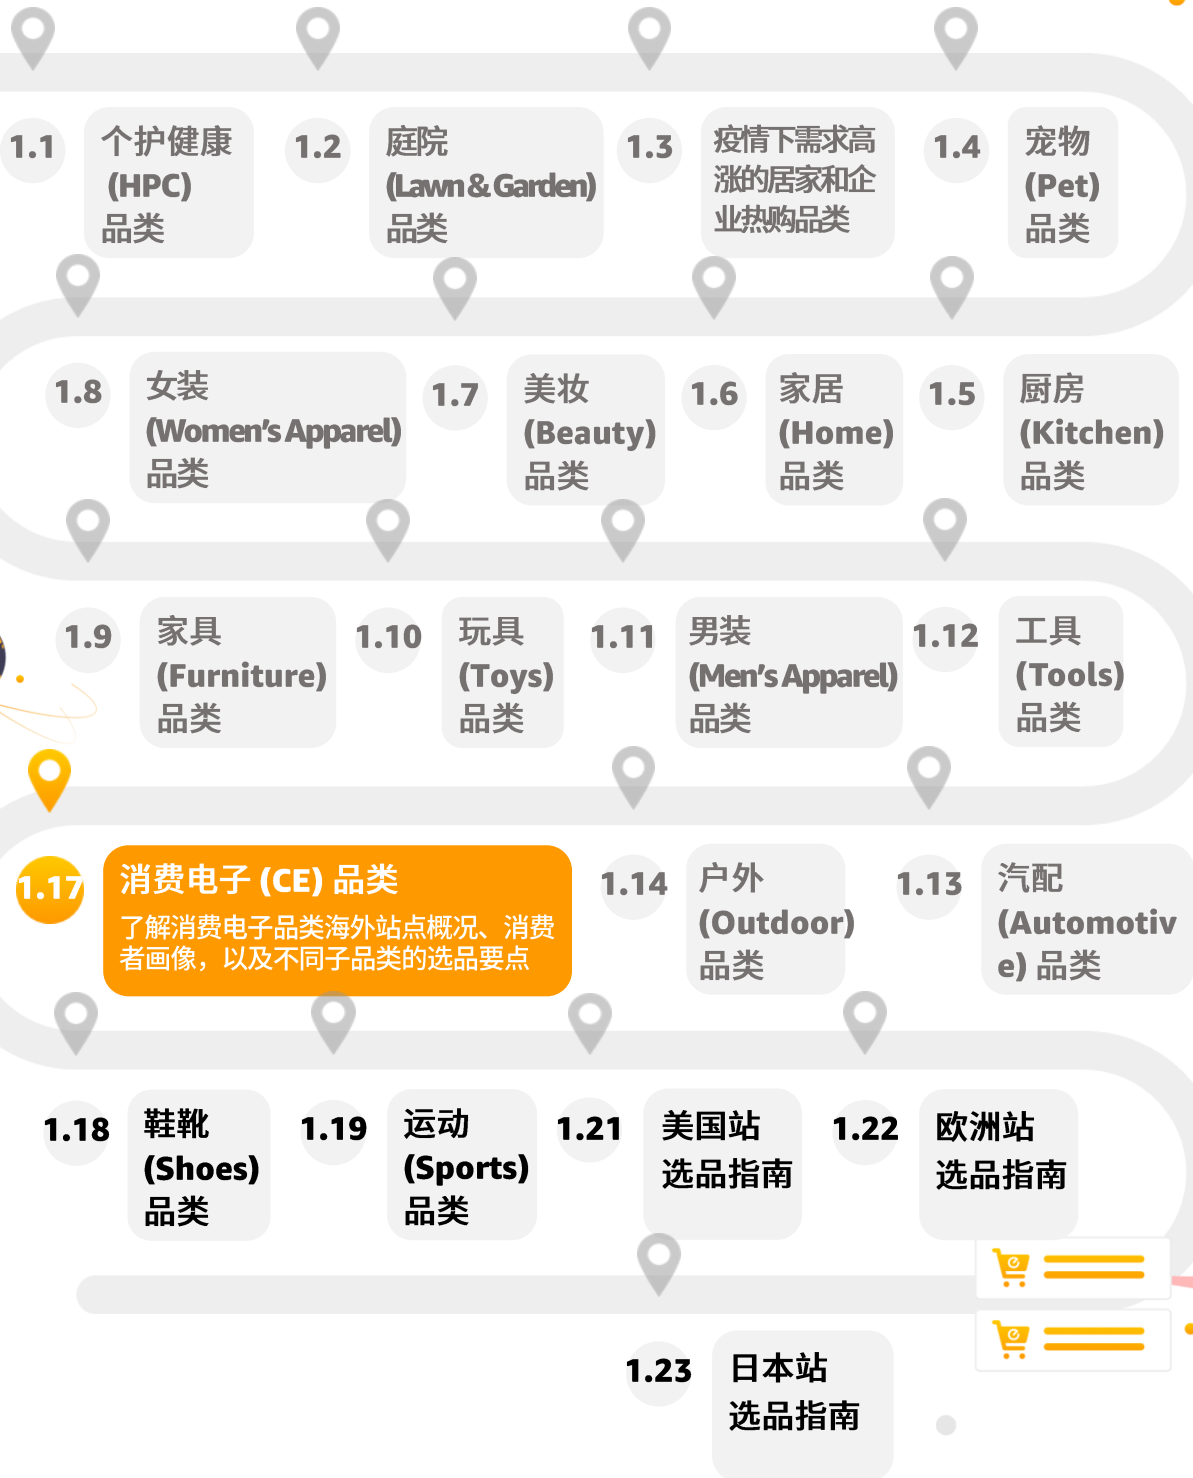 1.1
个护健康
(HPC)
品类
1.2
庭院
(Lawn & Garden)
品类
1.3
疫情下需求高
涨的居家和企
业热购品类
1.4
宠物
(Pet)
品类
1.8
女装
(Women's Apparel)
品类
1.7
美妆
(Beauty)
品类
1.6
家居
(Home)
品类
1.5
厨房
(Kitchen)
品类
1.9
家具
(Furniture)
品类
1.10
玩具
(Toys)
品类
1.11
男装
(Men's Apparel)
品类
1.12
工具
(Tools)
品类
1.17
消费电子 (CE) 品类
了解消费电子品类海外站点概况、消费
者画像，以及不同子品类的选品要点
1.14
户外
(Outdoor)
品类
1.13
汽配
(Automotiv
e) 品类
1.18
鞋靴
(Shoes)
品类
1.19
运动
(Sports)
品类
1.21
美国站
选品指南
1.22
欧洲站
选品指南
1.23
日本站
选品指南